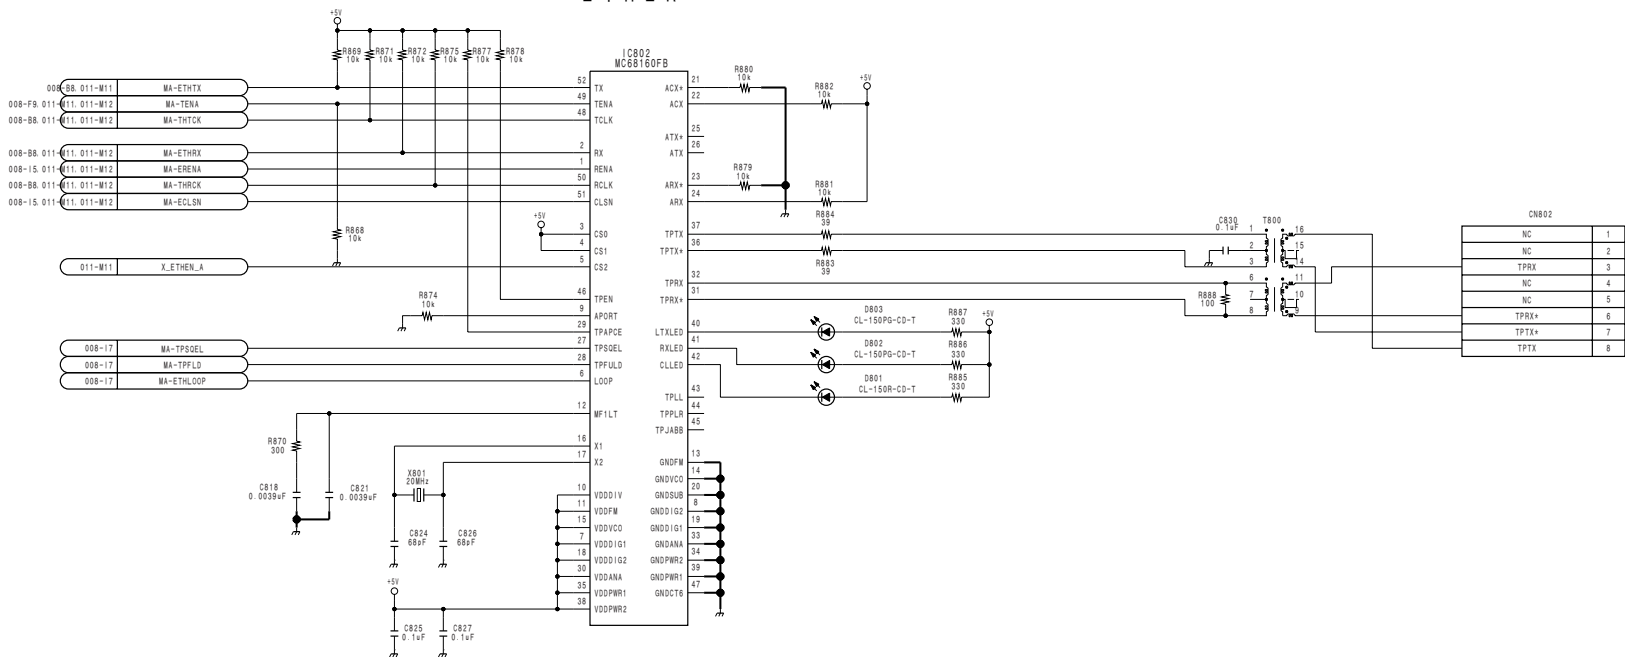 +5V
R869 10k
R871 10k
R872 10k
R875 10k
R877 10k
R878 10k
IC802
MC68160FB
008-B8. 011-M11 MA-ETHTX
008-F9. 011-M11. 011-M12 MA-TENA
008-B8. 011-M11. 011-M12 MA-THTCK
008-B8. 011-M11. 011-M12 MA-ETHRX
008-I5. 011-M11. 011-M12 MA-ERENA
008-B8. 011-M11. 011-M12 MA-THRCK
008-I5. 011-M11. 011-M12 MA-ECLSN
R868
10k
+5V
011-M11 X_ETHEN_A
R874
10k
008-I7 MA-TPSQEL
008-I7 MA-TPFLD
008-I7 MA-ETHLOOP
R870
300
C818
0.0039uF
C821
0.0039uF
X801
20MHz
C824
68pF
C826
68pF
+5V
C825
0.1uF
C827
0.1uF
52 TX
49 TENA
48 TCLK
2 RX
1 RENA
50 RCLK
51 CLSN
3 CS0
4 CS1
5 CS2
46 TPEN
9 APORT
29 TPAPCE
27 TPSQEL
28 TPFULD
6 LOOP
12 MF1LT
16 X1
17 X2
10 VDDDIV
11 VDDFM
15 VDDVCO
7 VDDDIG1
18 VDDDIG2
30 VDDANA
35 VDDPWR1
38 VDDPWR2
ACX+ 21
ACX 22
ATX+ 25
ATX 26
ARX+ 23
ARX 24
TPTX 37
TPTX+ 36
TPRX 32
TPRX+ 31
LTXLED 40
RXLED 41
CLLED 42
TPLL 43
TPPLR 44
TPJABB 45
GNDFM 13
GNDVCO 14
GNDSUB 20
GNDDIG2 8
GNDDIG1 19
GNDANA 33
GNDPWR2 34
GNDPWR1 39
GNDCT6 47
R880
10k
R882
10k
+5V
R879
10k
R881
10k
R884
39
R883
39
D803
CL-150PG-CD-T
R887
330
+5V
D802
CL-150PG-CD-T
R886
330
D801
CL-150R-CD-T
R885
330
C830
0.1uF
T800
1 16
2 15
3 14
6 11
7 10
8 9
R888
100
CN802
NC 1
NC 2
TPRX 3
NC 4
NC 5
TPRX+ 6
TPTX+ 7
TPTX 8